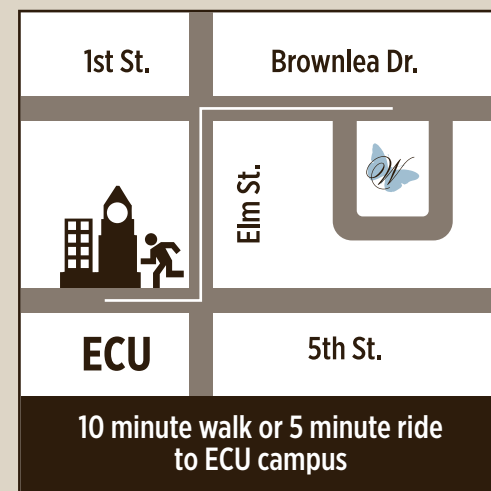 1st St.
Brownlea Dr.
W
Elm St.
ECU
5th St.
10 minute walk or 5 minute ride
to ECU campus